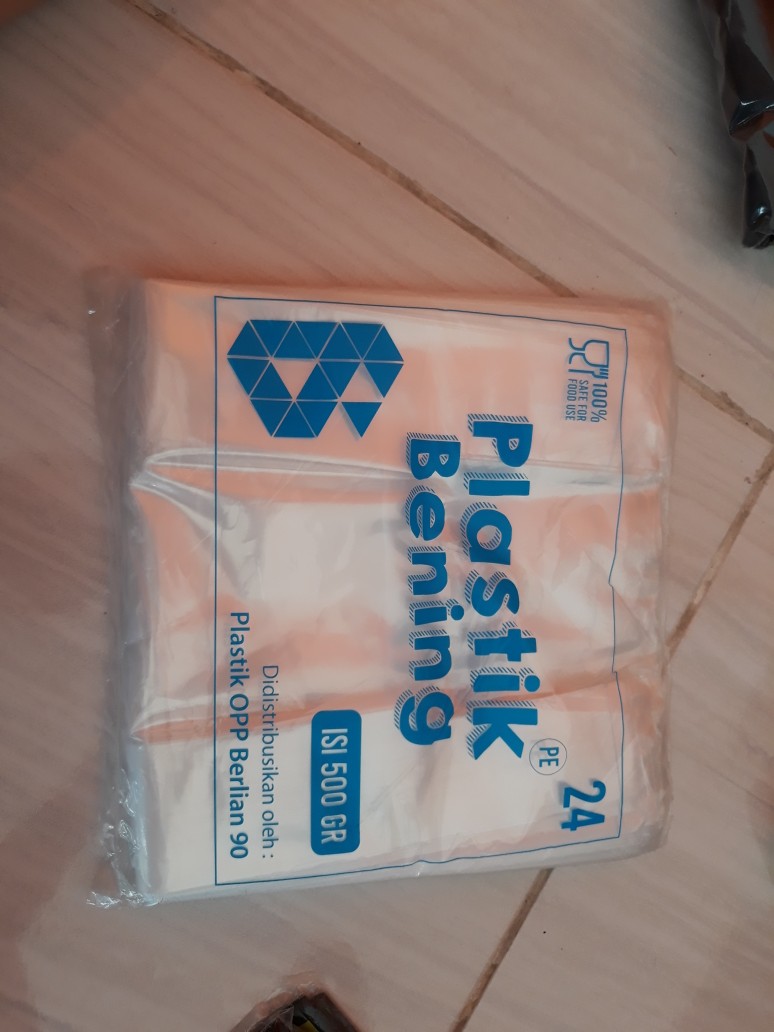 100%
SAFE FOR
FOOD USE
24
Plastik
PE
Bening
ISI 500 GR
Didistribusikan oleh :
Plastik OPP Berlian 90